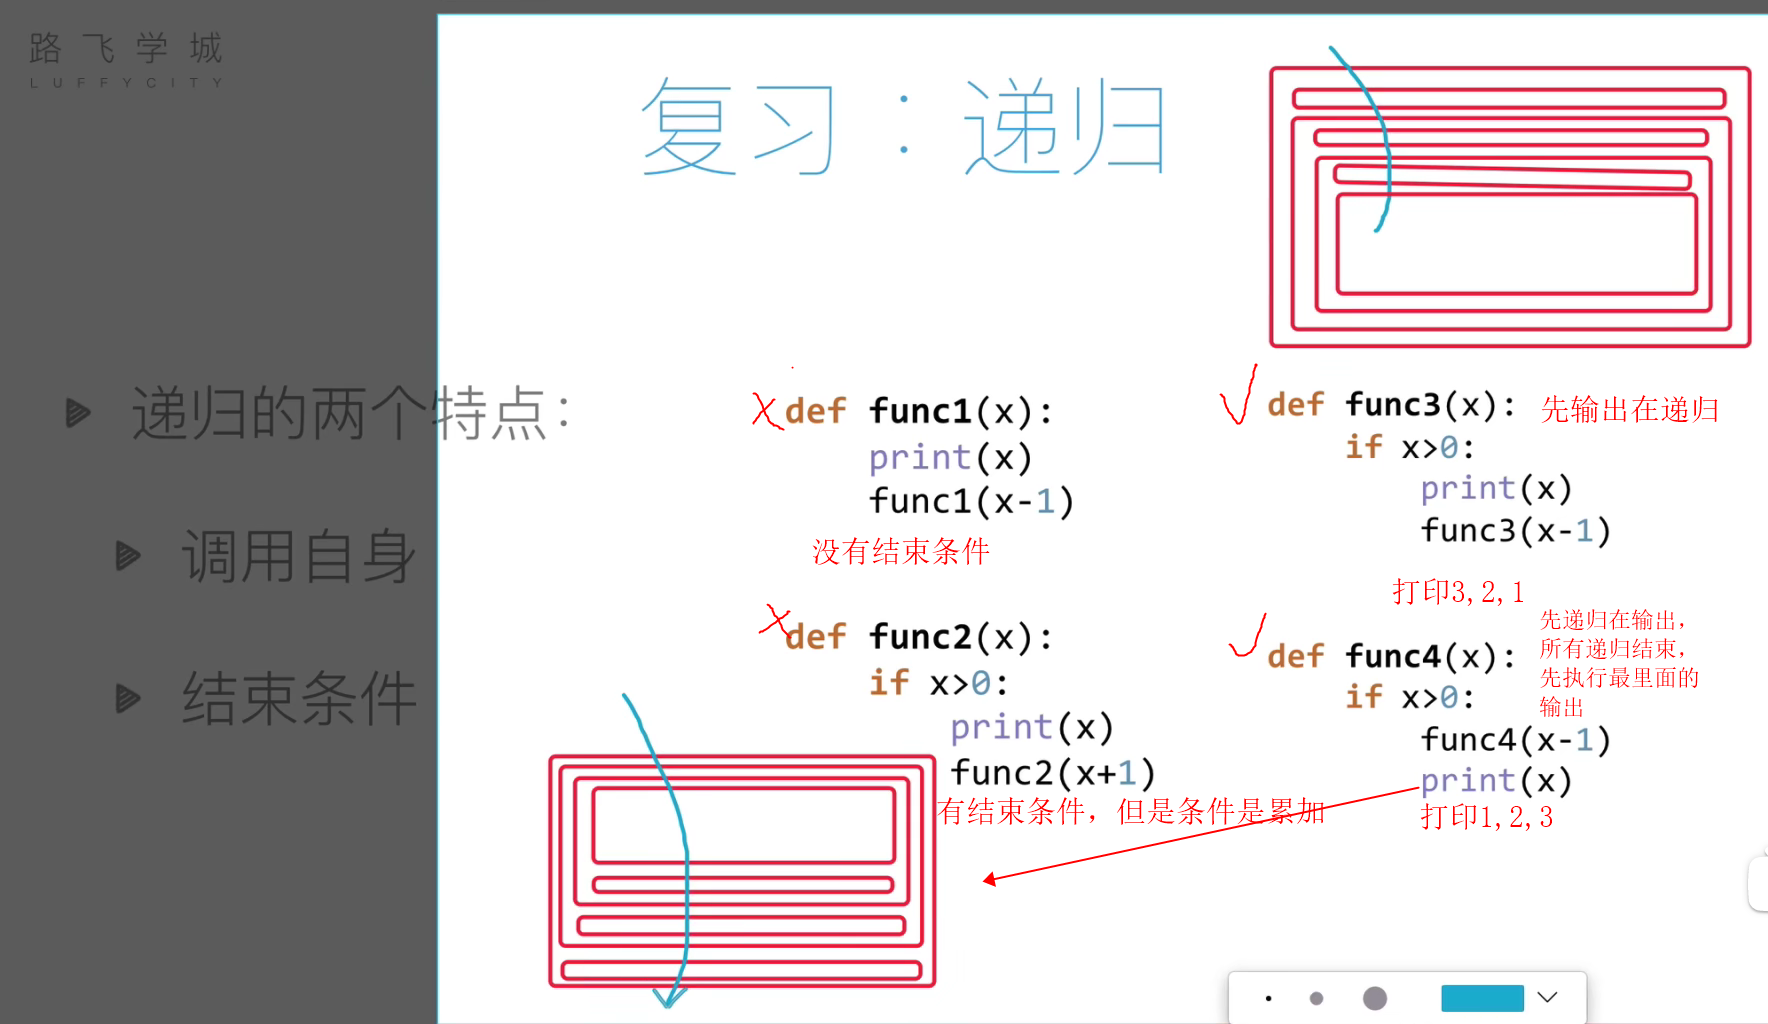 路飞学城
LUFFYCITY
复习：递归
递归的两个特点：
调用自身
结束条件
def func1(x):
print(x)
func1(x-1)
没有结束条件
def func2(x):
if x>0:
print(x)
func2(x+1)
有结束条件，但是条件是累加
def func3(x):
先输出在递归
if x>0:
print(x)
func3(x-1)
打印3,2,1
def func4(x):
先递归在输出，
所有递归结束，
先执行最里面的
输出
if x>0:
func4(x-1)
print(x)
打印1,2,3